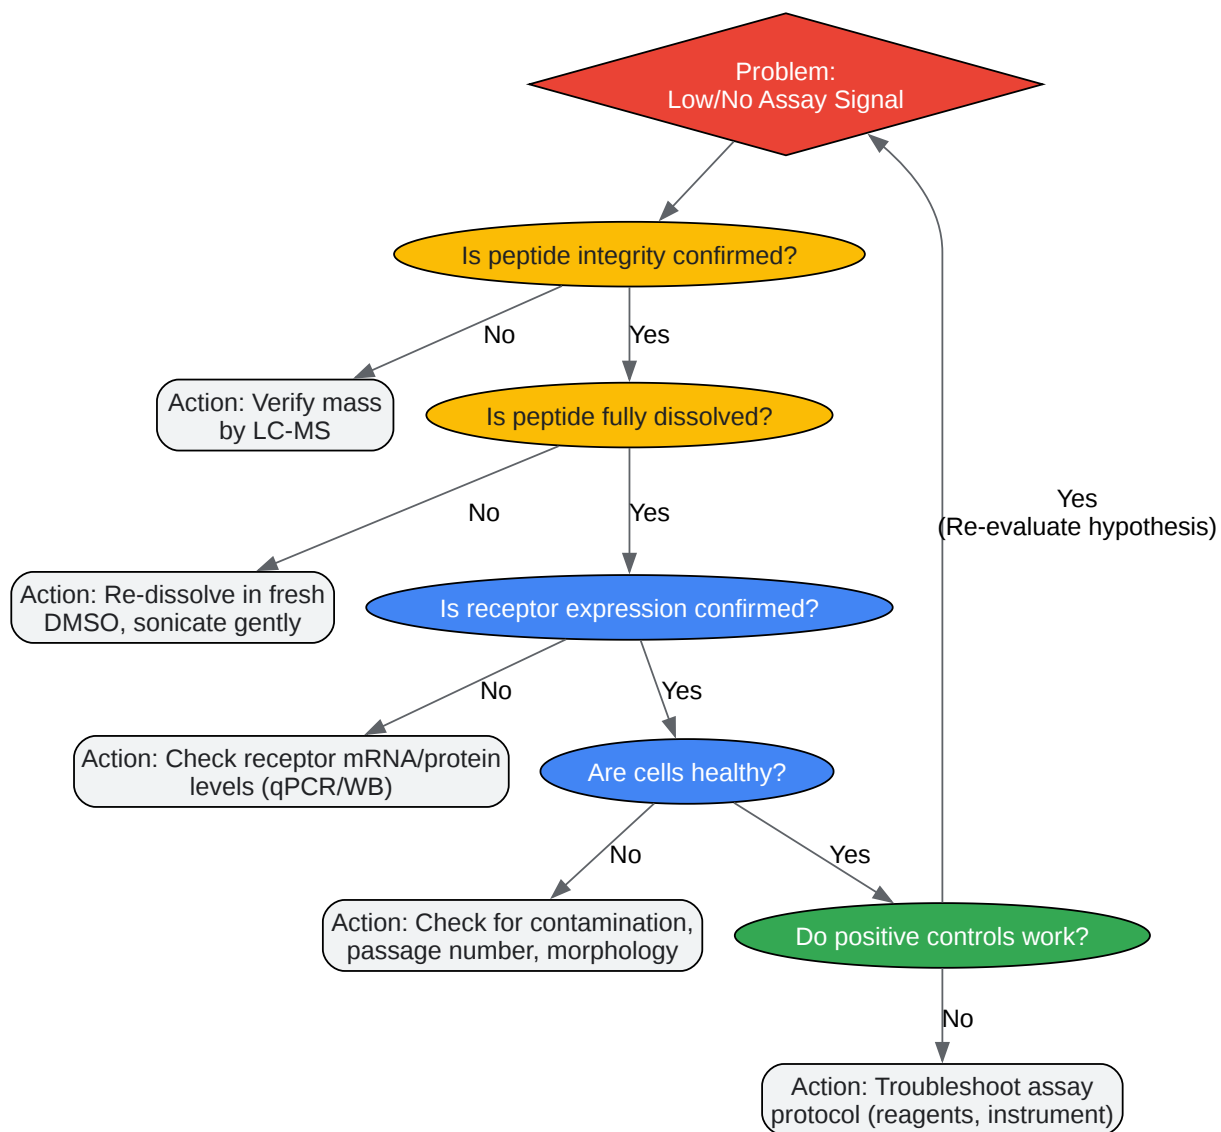 Problem:
Low/No Assay Signal
Is peptide integrity confirmed?
No
Yes
Action: Verify mass
by LC-MS
Is peptide fully dissolved?
No
Yes
Yes
(Re-evaluate hypothesis)
Action: Re-dissolve in fresh
DMSO, sonicate gently
Is receptor expression confirmed?
No
Yes
Action: Check receptor mRNA/protein
levels (qPCR/WB)
Are cells healthy?
No
Yes
Action: Check for contamination,
passage number, morphology
Do positive controls work?
No
Action: Troubleshoot assay
protocol (reagents, instrument)